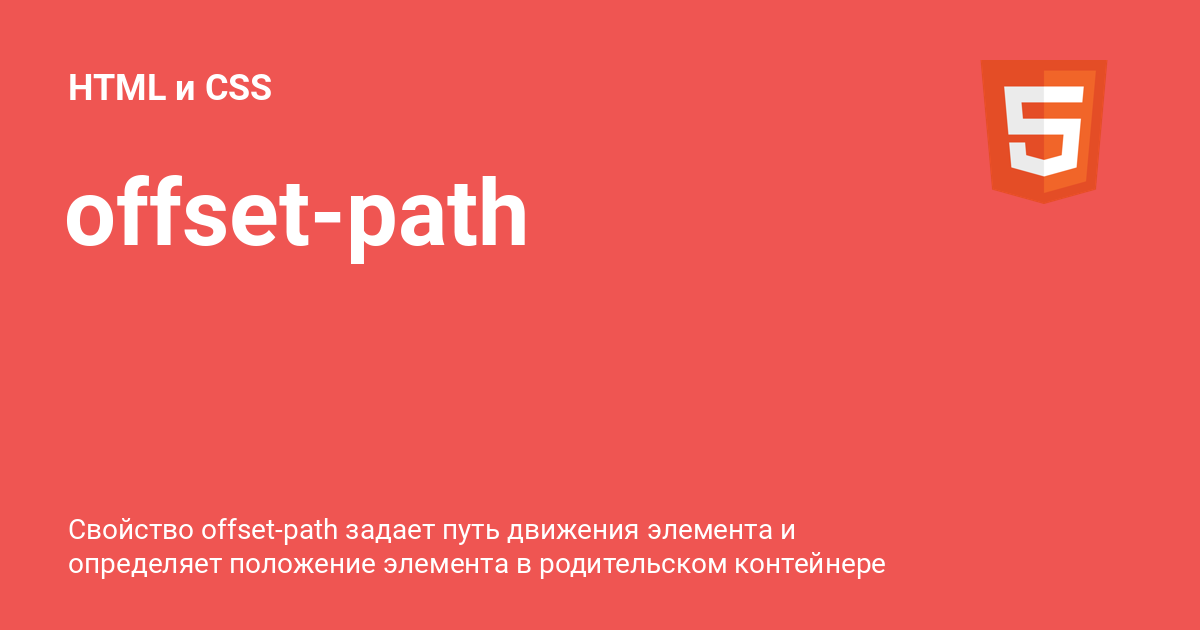 HTML и CSS
5
offset-path
Свойство offset-path задает путь движения элемента и
определяет положение элемента в родительском контейнере